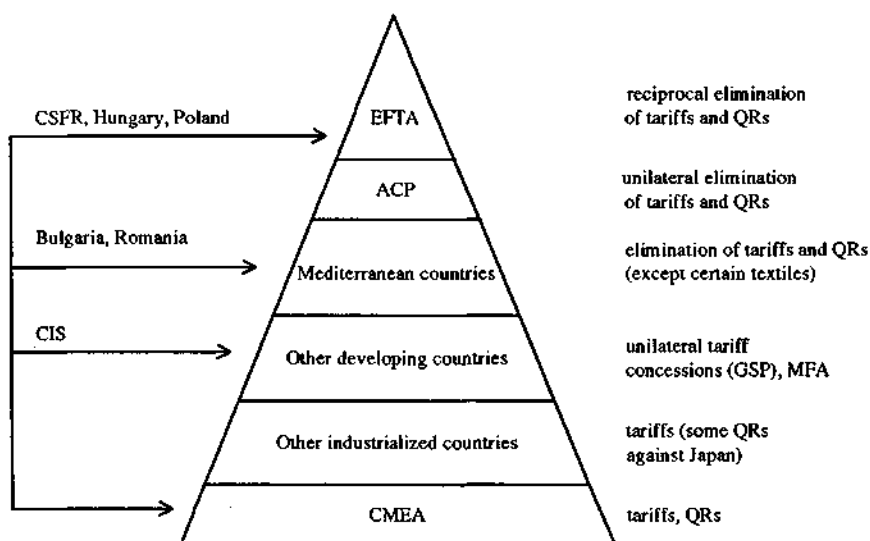 CSFR, Hungary, Poland
EFTA
reciprocal elimination
of tariffs and QRs
ACP
unilateral elimination
of tariffs and QRs
Bulgaria, Romania
Mediterranean countries
elimination of tariffs and QRs
(except certain textiles)
CIS
Other developing countries
unilateral tariff
concessions (GSP), MFA
Other industrialized countries
tariffs (some QRs
against Japan)
CMEA
tariffs, QRs